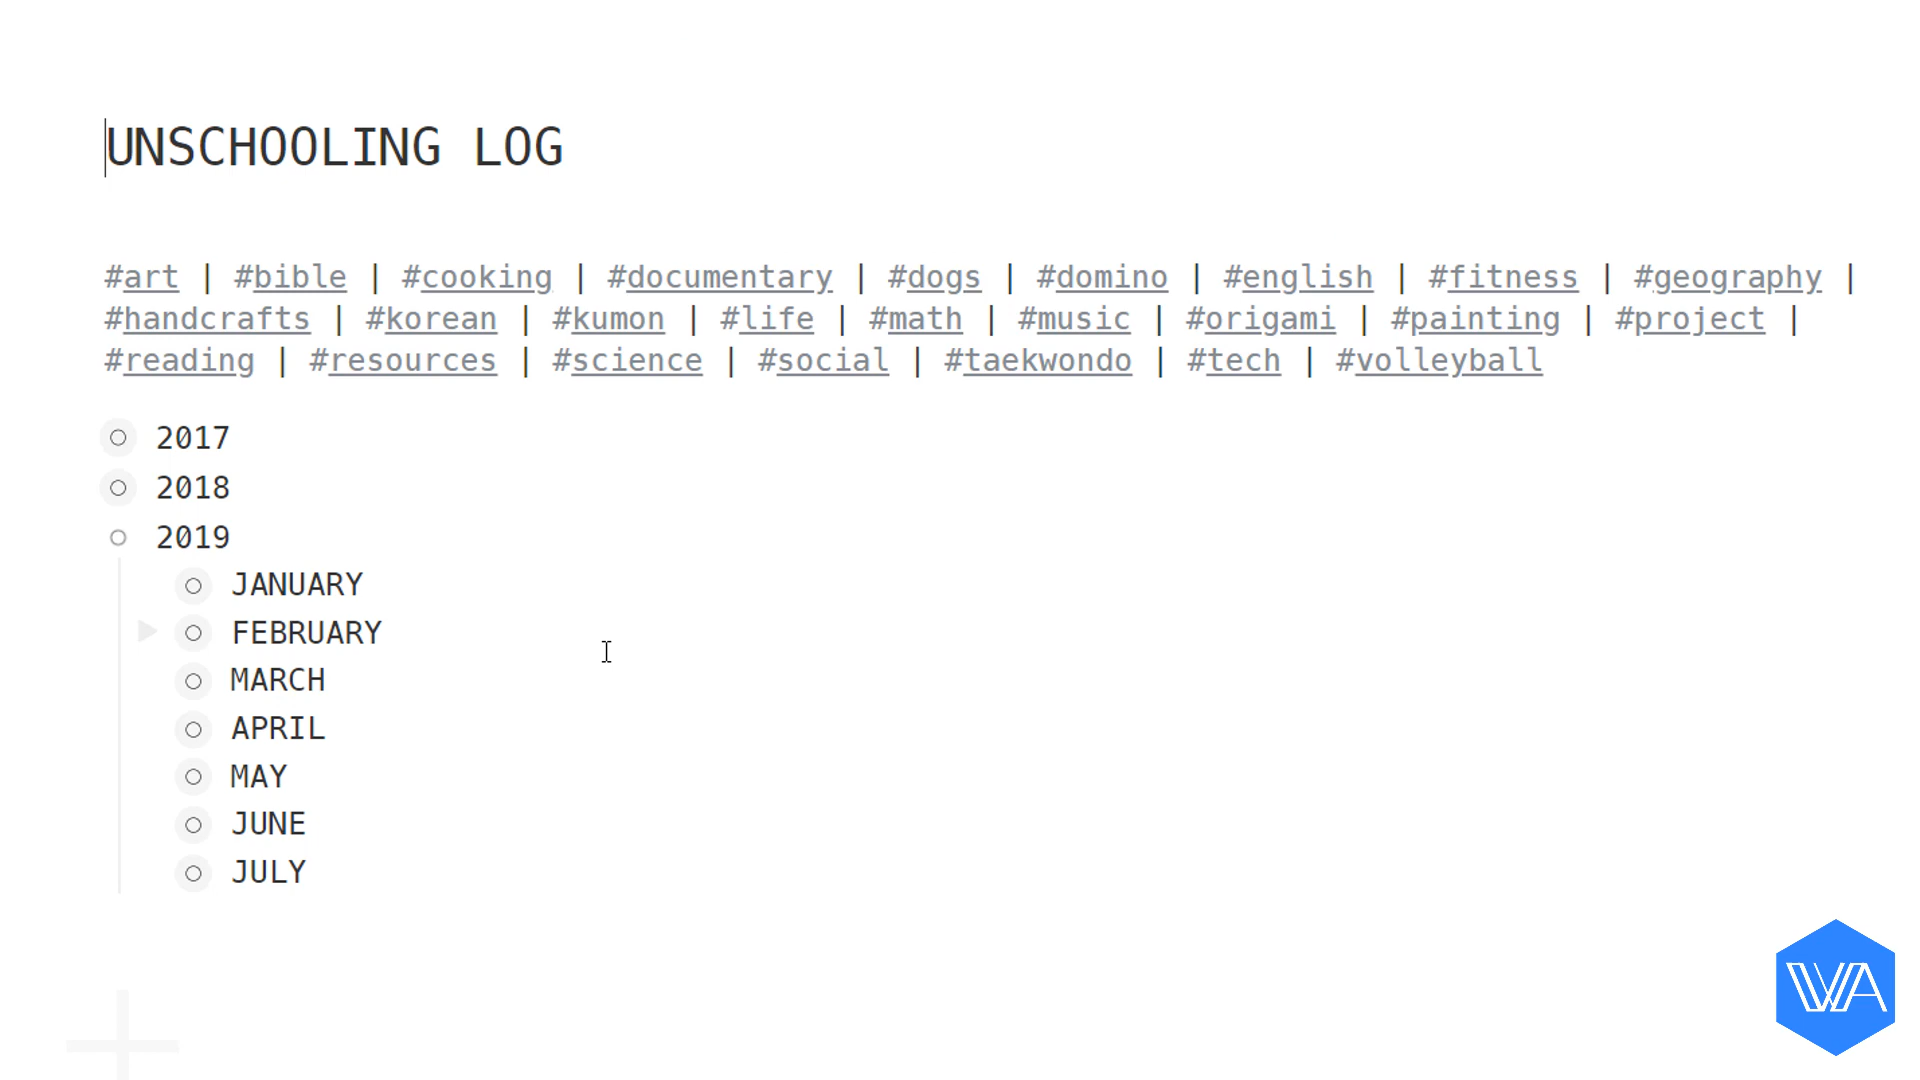 UNSCHOOLING LOG
#art | #bible | #cooking | #documentary | #dogs | #domino | #english | #fitness | #geography |
#handcrafts | #korean | #kumon | #life | #math | #music | #origami | #painting | #project |
#reading | #resources | #science | #social | #taekwondo | #tech | #volleyball
2017
2018
2019
JANUARY
FEBRUARY
MARCH
APRIL
MAY
JUNE
JULY
WA